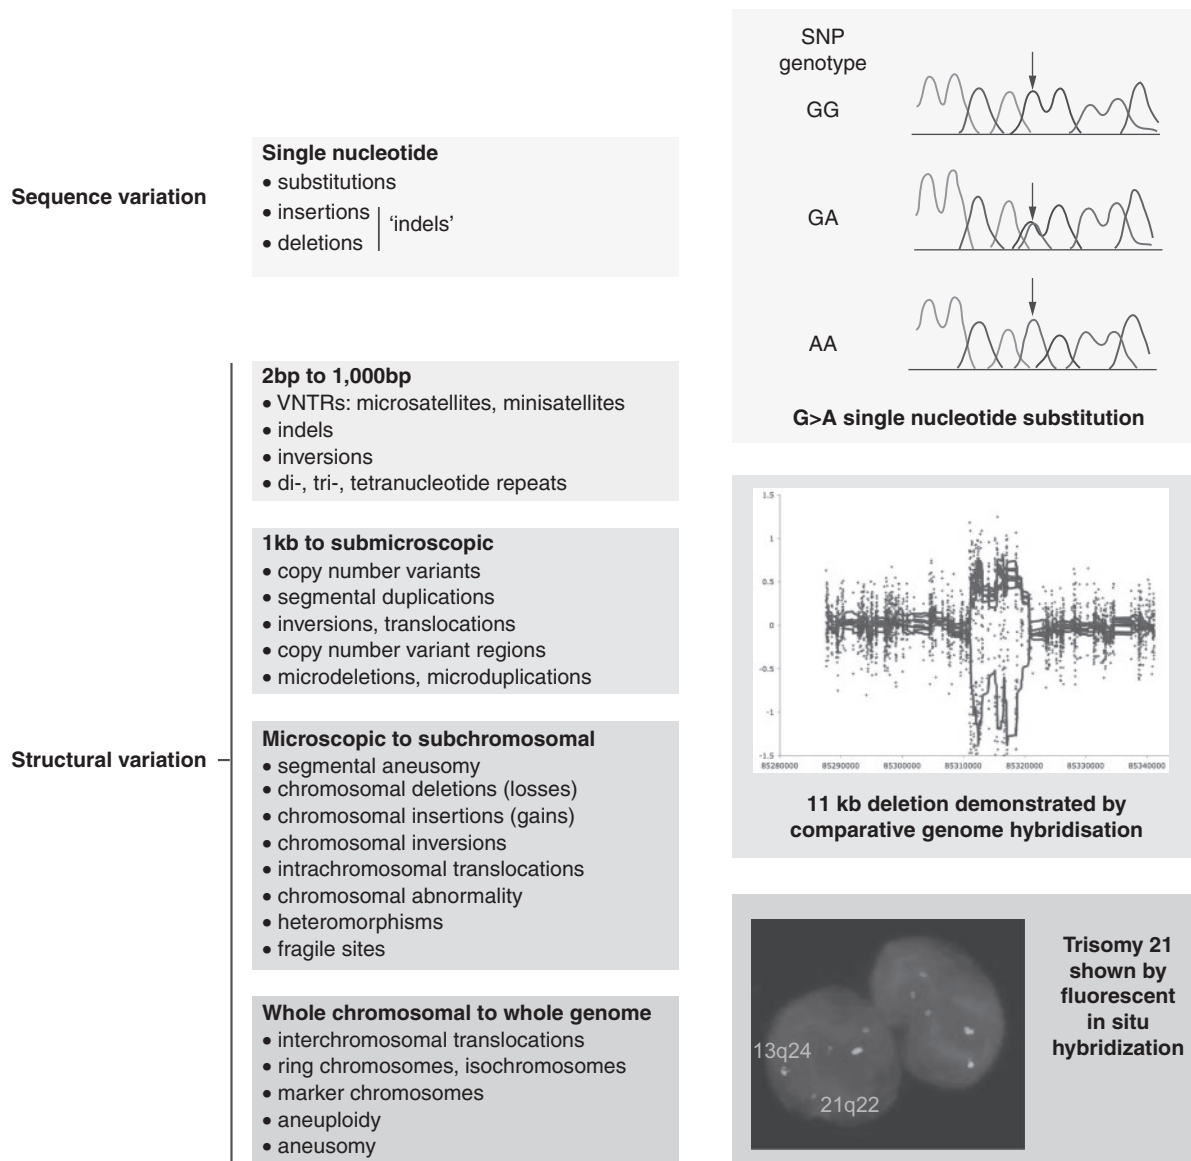 Sequence variation
Single nucleotide
• substitutions
• insertions
• deletions
'indels'
Structural variation
2bp to 1,000bp
• VNTRs: microsatellites, minisatellites
• indels
• inversions
• di-, tri-, tetranucleotide repeats
1kb to submicroscopic
• copy number variants
• segmental duplications
• inversions, translocations
• copy number variant regions
• microdeletions, microduplications
Microscopic to subchromosomal
• segmental aneusomy
• chromosomal deletions (losses)
• chromosomal insertions (gains)
• chromosomal inversions
• intrachromosomal translocations
• chromosomal abnormality
• heteromorphisms
• fragile sites
Whole chromosomal to whole genome
• interchromosomal translocations
• ring chromosomes, isochromosomes
• marker chromosomes
• aneuploidy
• aneusomy
SNP
genotype
GG
GA
AA
G>A single nucleotide substitution
1.5
1
0.5
0
-0.5
-1
-1.5
85280000 85290000 85300000 85310000 85320000 85330000 85340000
11 kb deletion demonstrated by
comparative genome hybridisation
13q24
21q22
Trisomy 21
shown by
fluorescent
in situ
hybridization